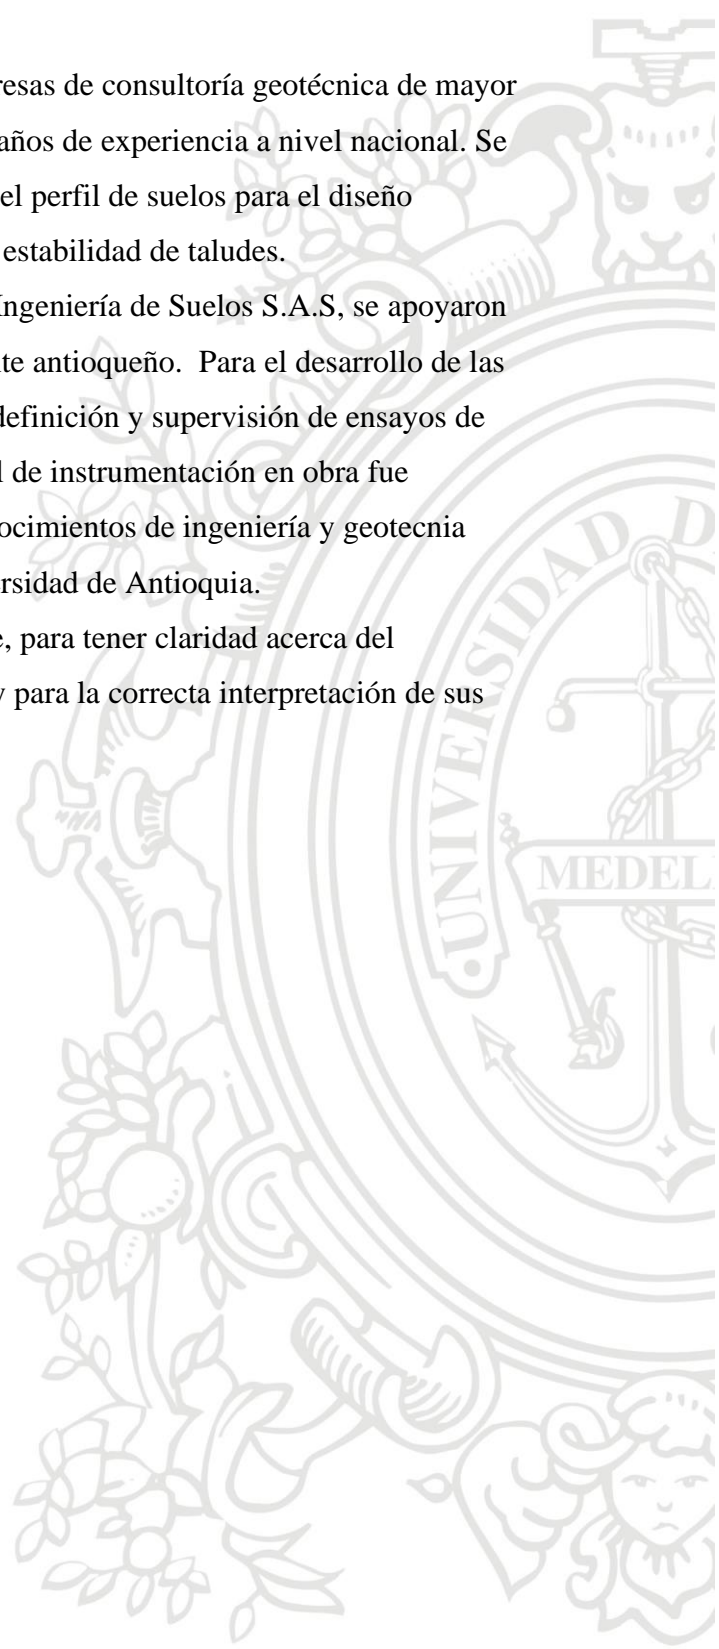 resas de consultoría geotécnica de mayor
años de experiencia a nivel nacional. Se
el perfil de suelos para el diseño
estabilidad de taludes.
Ingeniería de Suelos S.A.S, se apoyaron
te antioqueño. Para el desarrollo de las
definición y supervisión de ensayos de
l de instrumentación en obra fue
ocimientos de ingeniería y geotecnia
ersidad de Antioquia.
e, para tener claridad acerca del
y para la correcta interpretación de sus
UNIVERSIDAD D
MEDEL